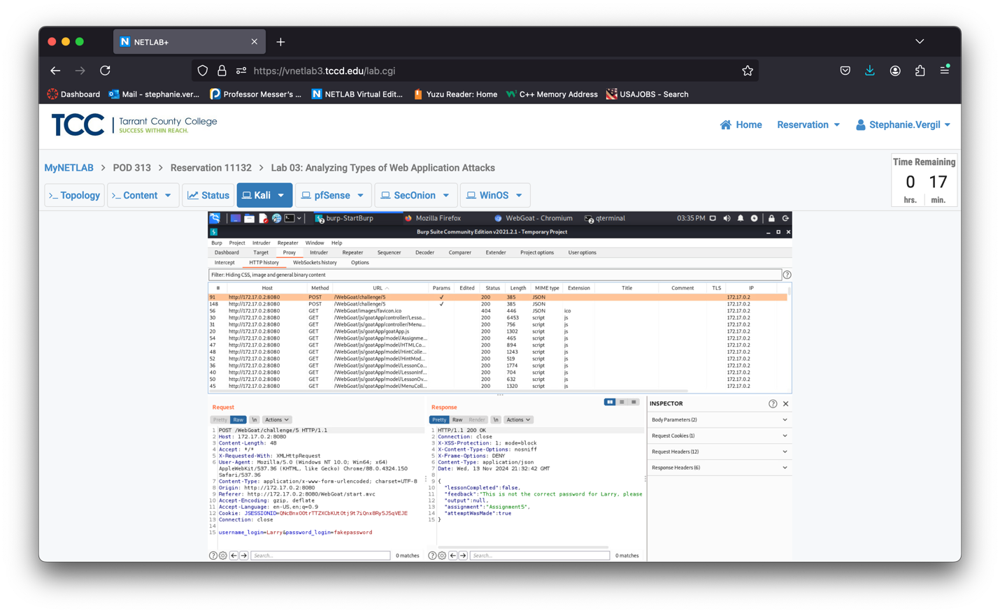 NETLAB+
https://vnetlab3.tccd.edu/lab.cgi
Dashboard Mail - stephanie.ver... Professor Messer's ... NETLAB Virtual Edit... Yuzu Reader: Home C++ Memory Address USAJOBS - Search
TCC Tarrant County College
SUCCESS WITHIN REACH.
Home Reservation Stephanie.Vergil
MyNETLAB > POD 313 > Reservation 11132 > Lab 03: Analyzing Types of Web Application Attacks
Time Remaining
0 17
hrs. min.
>_ Topology >_ Content Status Kali pfSense SecOnion WinOS
burp-StartBurp Mozilla Firefox WebGoat - Chromium qterminal 03:35 PM
Burp Suite Community Edition v2021.2.1 - Temporary Project
Burp Project Intruder Repeater Window Help
Dashboard Target Proxy Intruder Repeater Sequencer Decoder Comparer Extender Project options User options
Intercept HTTP history WebSockets history Options
Filter: Hiding CSS, image and general binary content
# Host Method URL Params Edited Status Length MIME type Extension Title Comment TLS IP
91 http://172.17.0.2:8080 POST /WebGoat/challenge/5 ✓ 200 385 JSON 172.17.0.2
148 http://172.17.0.2:8080 POST /WebGoat/challenge/5 ✓ 200 385 JSON 172.17.0.2
56 http://172.17.0.2:8080 GET /WebGoat/images/favicon.ico 404 446 JSON ico 172.17.0.2
30 http://172.17.0.2:8080 GET /WebGoat/js/goatApp/controller/Lesso... 200 6453 script js 172.17.0.2
31 http://172.17.0.2:8080 GET /WebGoat/js/goatApp/controller/Menu... 200 756 script js 172.17.0.2
20 http://172.17.0.2:8080 GET /WebGoat/js/goatApp/goatApp.js 200 1302 script js 172.17.0.2
54 http://172.17.0.2:8080 GET /WebGoat/js/goatApp/model/Assignme... 200 465 script js 172.17.0.2
47 http://172.17.0.2:8080 GET /WebGoat/js/goatApp/model/HTMLCo... 200 894 script js 172.17.0.2
48 http://172.17.0.2:8080 GET /WebGoat/js/goatApp/model/HintColle... 200 1243 script js 172.17.0.2
52 http://172.17.0.2:8080 GET /WebGoat/js/goatApp/model/HintMod... 200 519 script js 172.17.0.2
36 http://172.17.0.2:8080 GET /WebGoat/js/goatApp/model/LessonCo... 200 1774 script js 172.17.0.2
40 http://172.17.0.2:8080 GET /WebGoat/js/goatApp/model/LessonInf... 200 704 script js 172.17.0.2
50 http://172.17.0.2:8080 GET /WebGoat/js/goatApp/model/LessonOv... 200 632 script js 172.17.0.2
45 http://172.17.0.2:8080 GET /WebGoat/js/goatApp/model/MenuColl... 200 1320 script js 172.17.0.2
Request
Pretty Raw \n Actions
1 POST /WebGoat/challenge/5 HTTP/1.1
2 Host: 172.17.0.2:8080
3 Content-Length: 48
4 Accept: */*
5 X-Requested-With: XMLHttpRequest
6 User-Agent: Mozilla/5.0 (Windows NT 10.0; Win64; x64)
AppleWebKit/537.36 (KHTML, like Gecko) Chrome/88.0.4324.150
Safari/537.36
7 Content-Type: application/x-www-form-urlencoded; charset=UTF-8
8 Origin: http://172.17.0.2:8080
9 Referer: http://172.17.0.2:8080/WebGoat/start.mvc
10 Accept-Encoding: gzip, deflate
11 Accept-Language: en-US,en;q=0.9
12 Cookie: JSESSIONID=
13 Connection: close
14
15 username_login=Larry&password_login=fakepassword
Search... 0 matches
Response
Pretty Raw Render \n Actions
1 HTTP/1.1 200 OK
2 Connection: close
3 X-XSS-Protection: 1; mode=block
4 X-Content-Type-Options: nosniff
5 X-Frame-Options: DENY
6 Content-Type: application/json
7 Date: Wed, 13 Nov 2024 21:32:42 GMT
8
9 {
10 "lessonCompleted":false,
11 "feedback":"This is not the correct password for Larry, please
12 "output":null,
13 "assignment":"Assignment5",
14 "attemptWasMade":true
15 }
Search... 0 matches
INSPECTOR
Body Parameters (2)
Request Cookies (1)
Request Headers (12)
Response Headers (6)